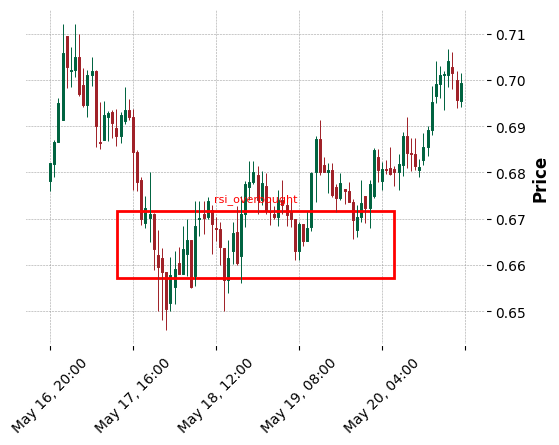 0.71
0.70
0.69
0.68
rsi_overbought
0.67
0.66
0.65
Price
May 16, 20:00
May 17, 16:00
May 18, 12:00
May 19, 08:00
May 20, 04:00